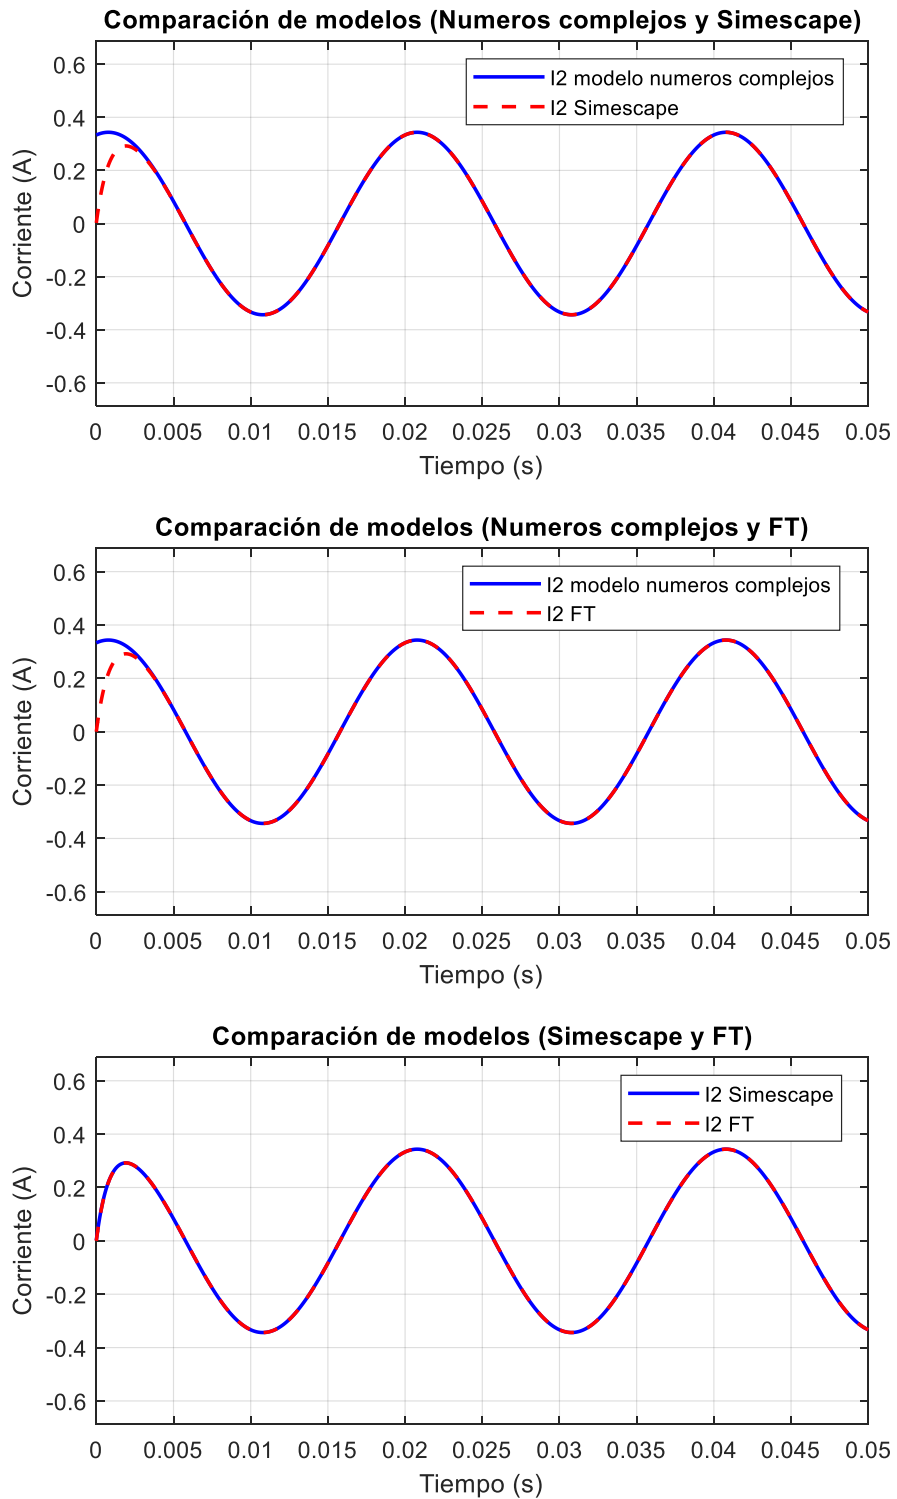 Comparación de modelos (Numeros complejos y Simescape)
I2 modelo numeros complejos
I2 Simescape
Corriente (A)
0.6
0.4
0.2
0
-0.2
-0.4
-0.6
0 0.005 0.01 0.015 0.02 0.025 0.03 0.035 0.04 0.045 0.05
Tiempo (s)
Comparación de modelos (Numeros complejos y FT)
I2 modelo numeros complejos
I2 FT
Corriente (A)
0.6
0.4
0.2
0
-0.2
-0.4
-0.6
0 0.005 0.01 0.015 0.02 0.025 0.03 0.035 0.04 0.045 0.05
Tiempo (s)
Comparación de modelos (Simescape y FT)
I2 Simescape
I2 FT
Corriente (A)
0.6
0.4
0.2
0
-0.2
-0.4
-0.6
0 0.005 0.01 0.015 0.02 0.025 0.03 0.035 0.04 0.045 0.05
Tiempo (s)